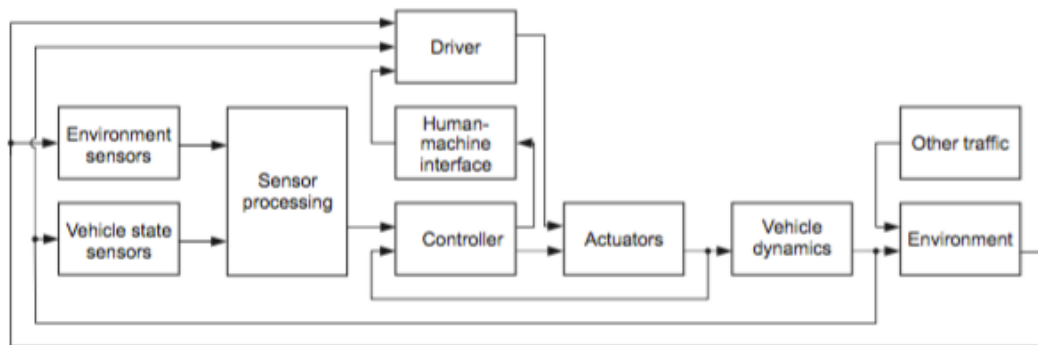 Driver
Human-
machine
interface
Environment
sensors
Sensor
processing
Other traffic
Vehicle state
sensors
Controller
Actuators
Vehicle
dynamics
Environment